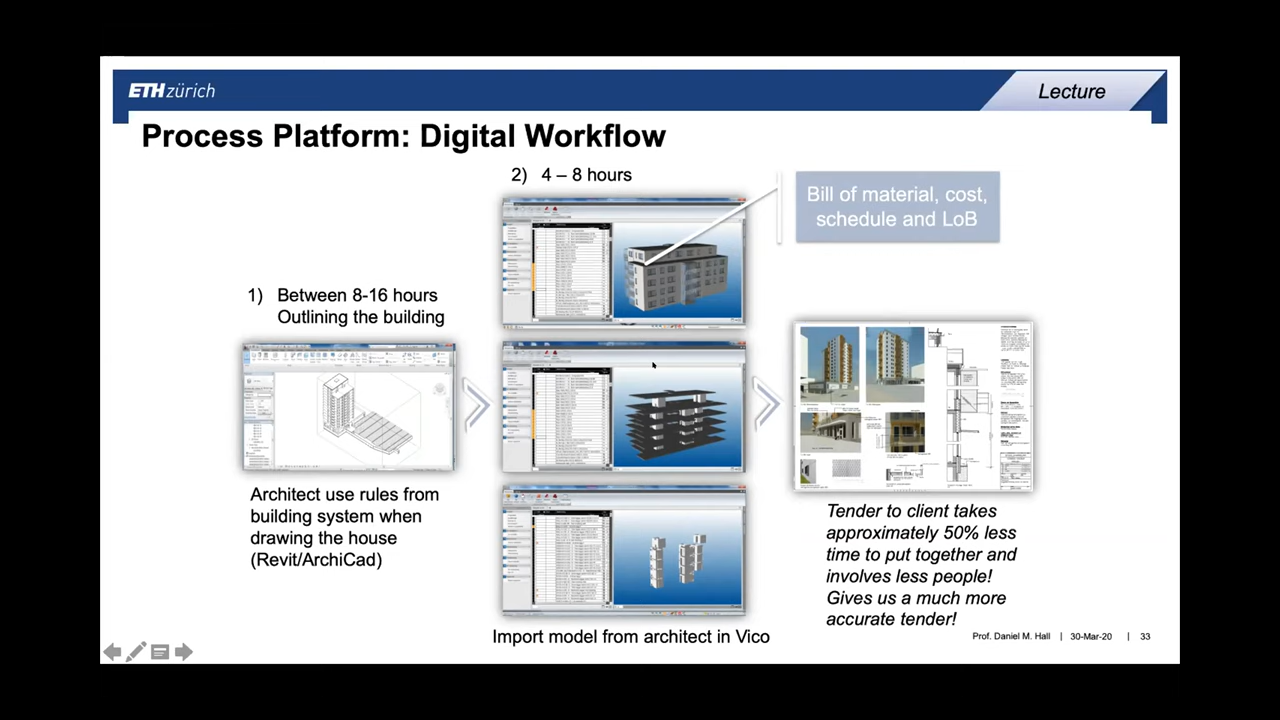 ETH zürich
Lecture
Process Platform: Digital Workflow
2) 4 – 8 hours
Bill of material, cost,
schedule and LoB
1) Between 8-16 hours
Outlining the building
Architect use rules from
building system when
drawing the house
(Revit/ArchiCad)
Import model from architect in Vico
Tender to client takes
approximately 50% less
time to put together and
involves less people!
Gives us a much more
accurate tender!
Prof. Daniel M. Hall | 30-Mar-20 | 33